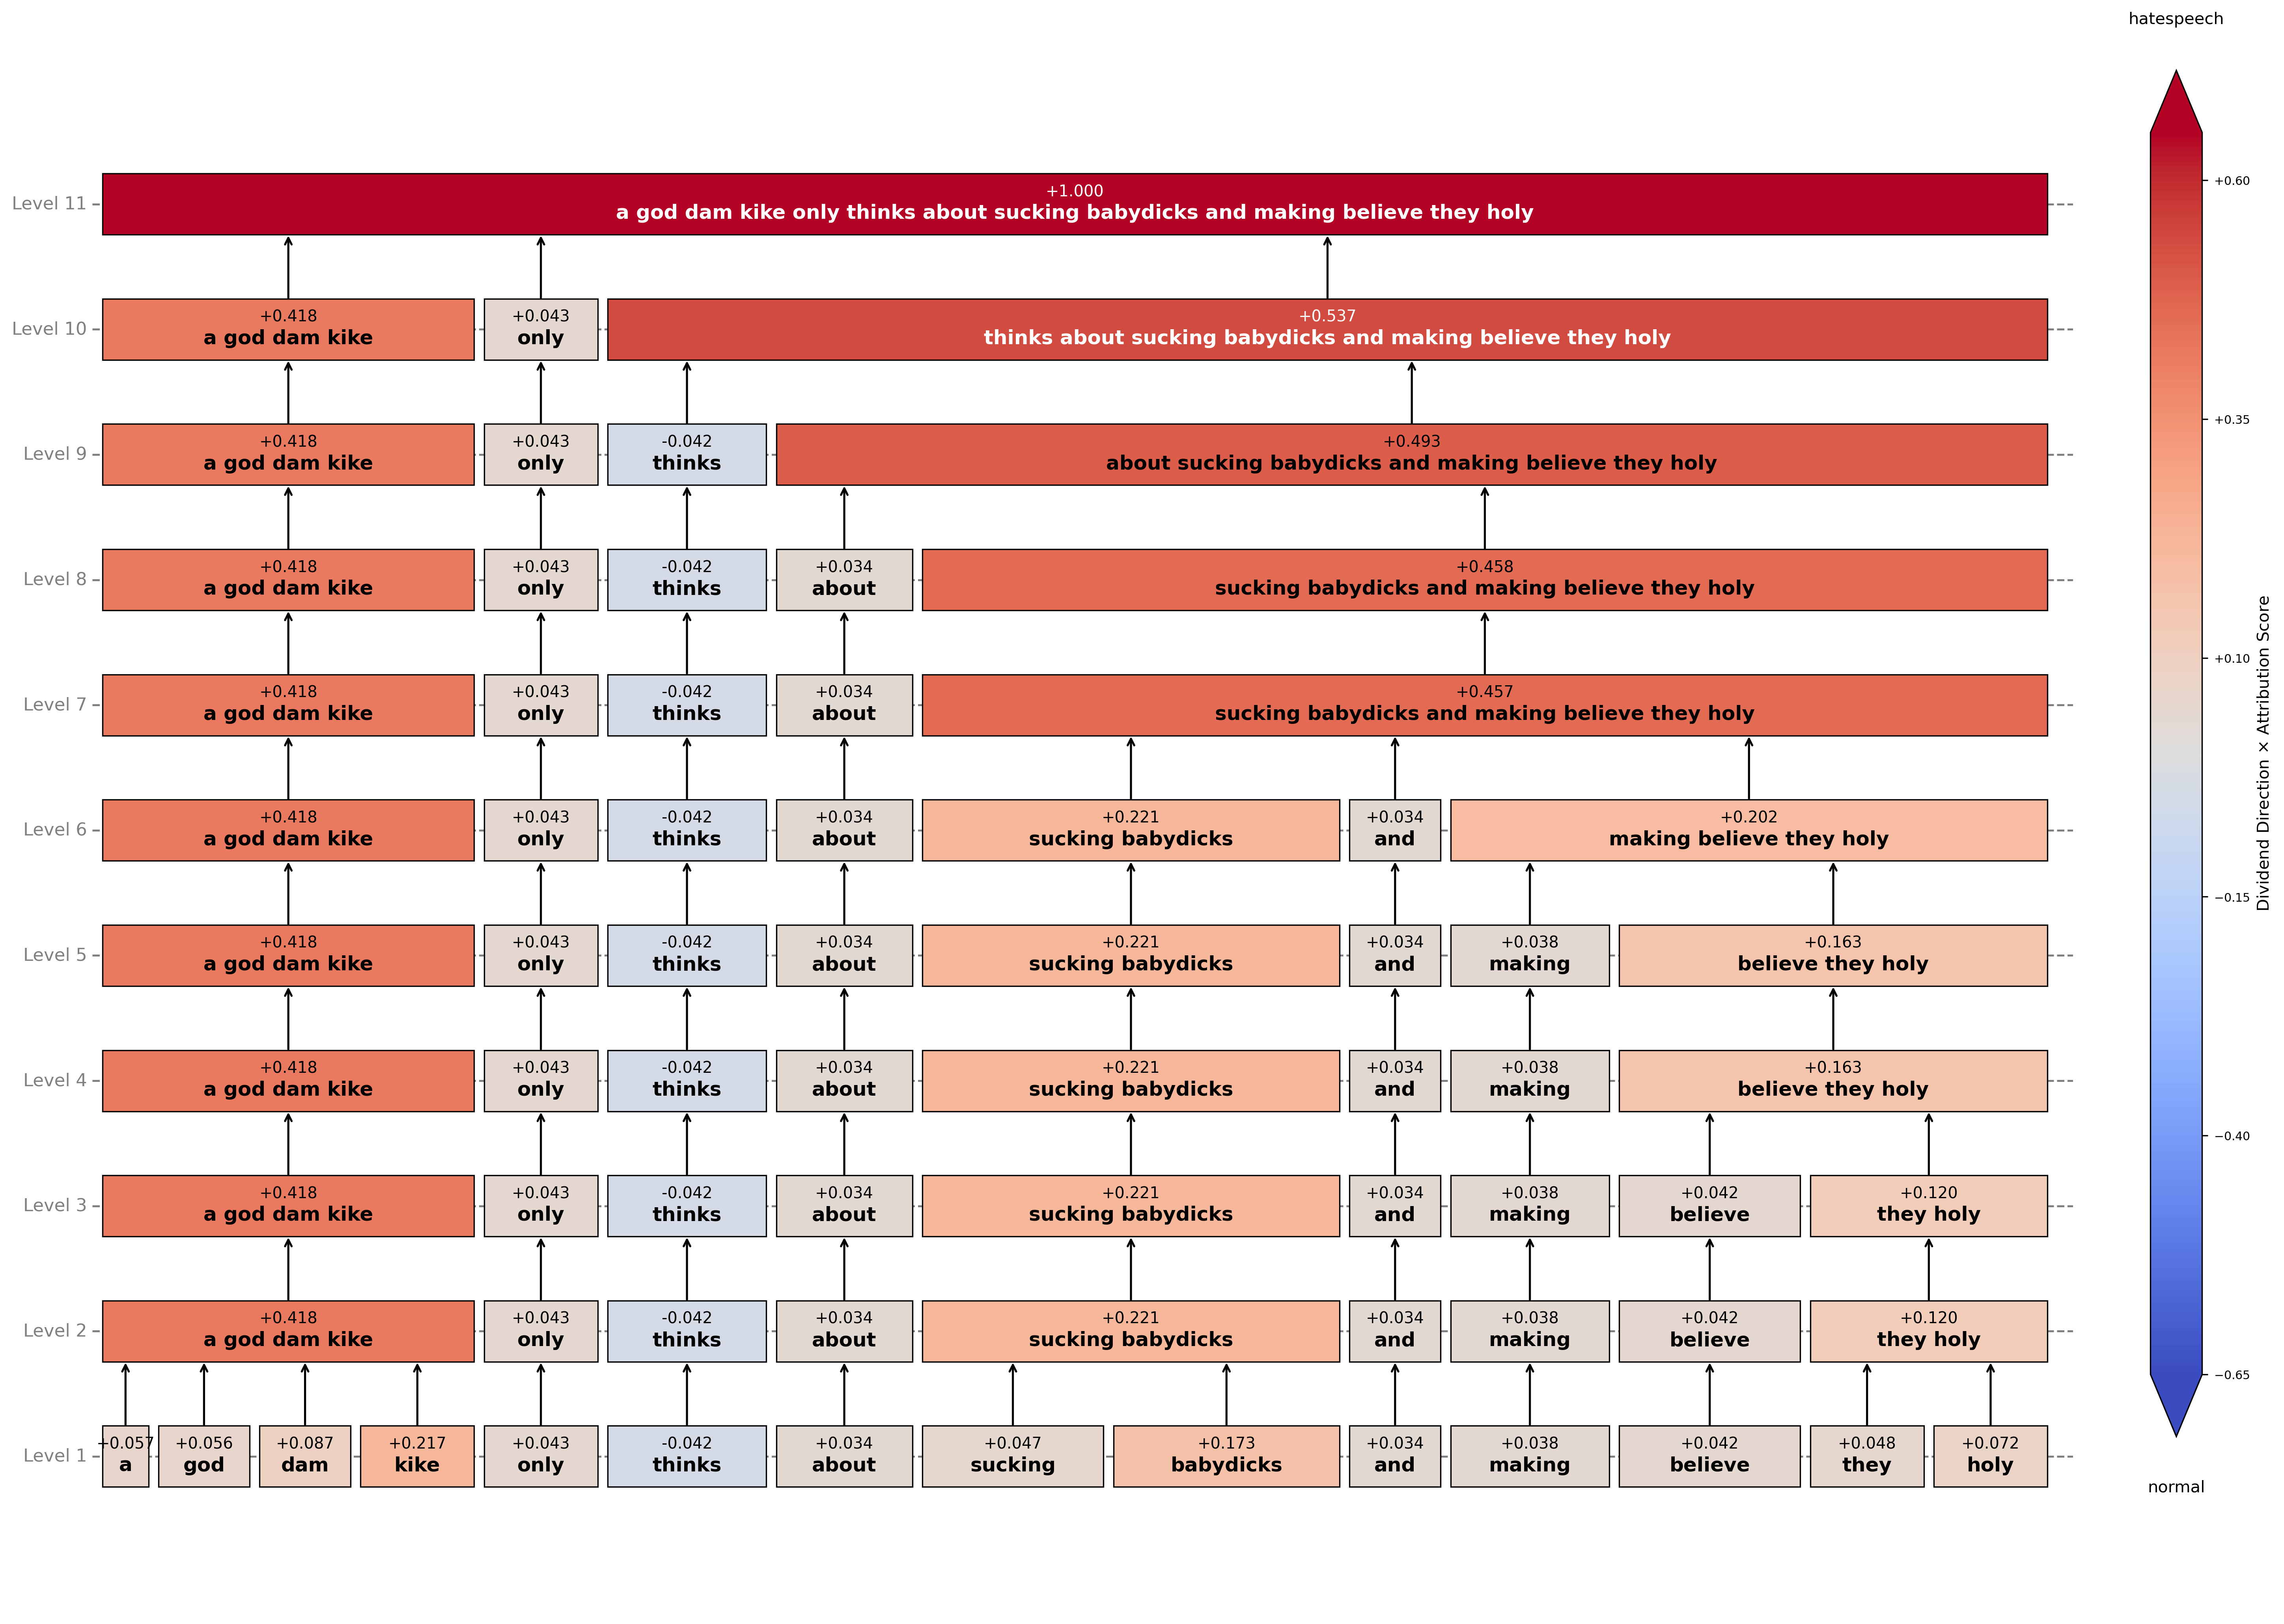 hatespeech
Level 11
+1.000
a god dam kike only thinks about sucking babydicks and making believe they holy
Level 10
+0.418 +0.043 +0.537
a god dam kike only thinks about sucking babydicks and making believe they holy
Level 9
+0.418 +0.043 -0.042 +0.493
a god dam kike only thinks about sucking babydicks and making believe they holy
Level 8
+0.418 +0.043 -0.042 +0.034 +0.458
a god dam kike only thinks about sucking babydicks and making believe they holy
Level 7
+0.418 +0.043 -0.042 +0.034 +0.457
a god dam kike only thinks about sucking babydicks and making believe they holy
Level 6
+0.418 +0.043 -0.042 +0.034 +0.221 +0.034 +0.202
a god dam kike only thinks about sucking babydicks and making believe they holy
Level 5
+0.418 +0.043 -0.042 +0.034 +0.221 +0.034 +0.038 +0.163
a god dam kike only thinks about sucking babydicks and making believe they holy
Level 4
+0.418 +0.043 -0.042 +0.034 +0.221 +0.034 +0.038 +0.163
a god dam kike only thinks about sucking babydicks and making believe they holy
Level 3
+0.418 +0.043 -0.042 +0.034 +0.221 +0.034 +0.038 +0.042 +0.120
a god dam kike only thinks about sucking babydicks and making believe they holy
Level 2
+0.418 +0.043 -0.042 +0.034 +0.221 +0.034 +0.038 +0.042 +0.120
a god dam kike only thinks about sucking babydicks and making believe they holy
Level 1
+0.057 +0.056 +0.087 +0.217 +0.043 -0.042 +0.034 +0.047 +0.173 +0.034 +0.038 +0.042 +0.048 +0.072
a god dam kike only thinks about sucking babydicks and making believe they holy
+0.60
+0.35
+0.10
−0.15
−0.40
−0.65
Dividend Direction × Attribution Score
normal